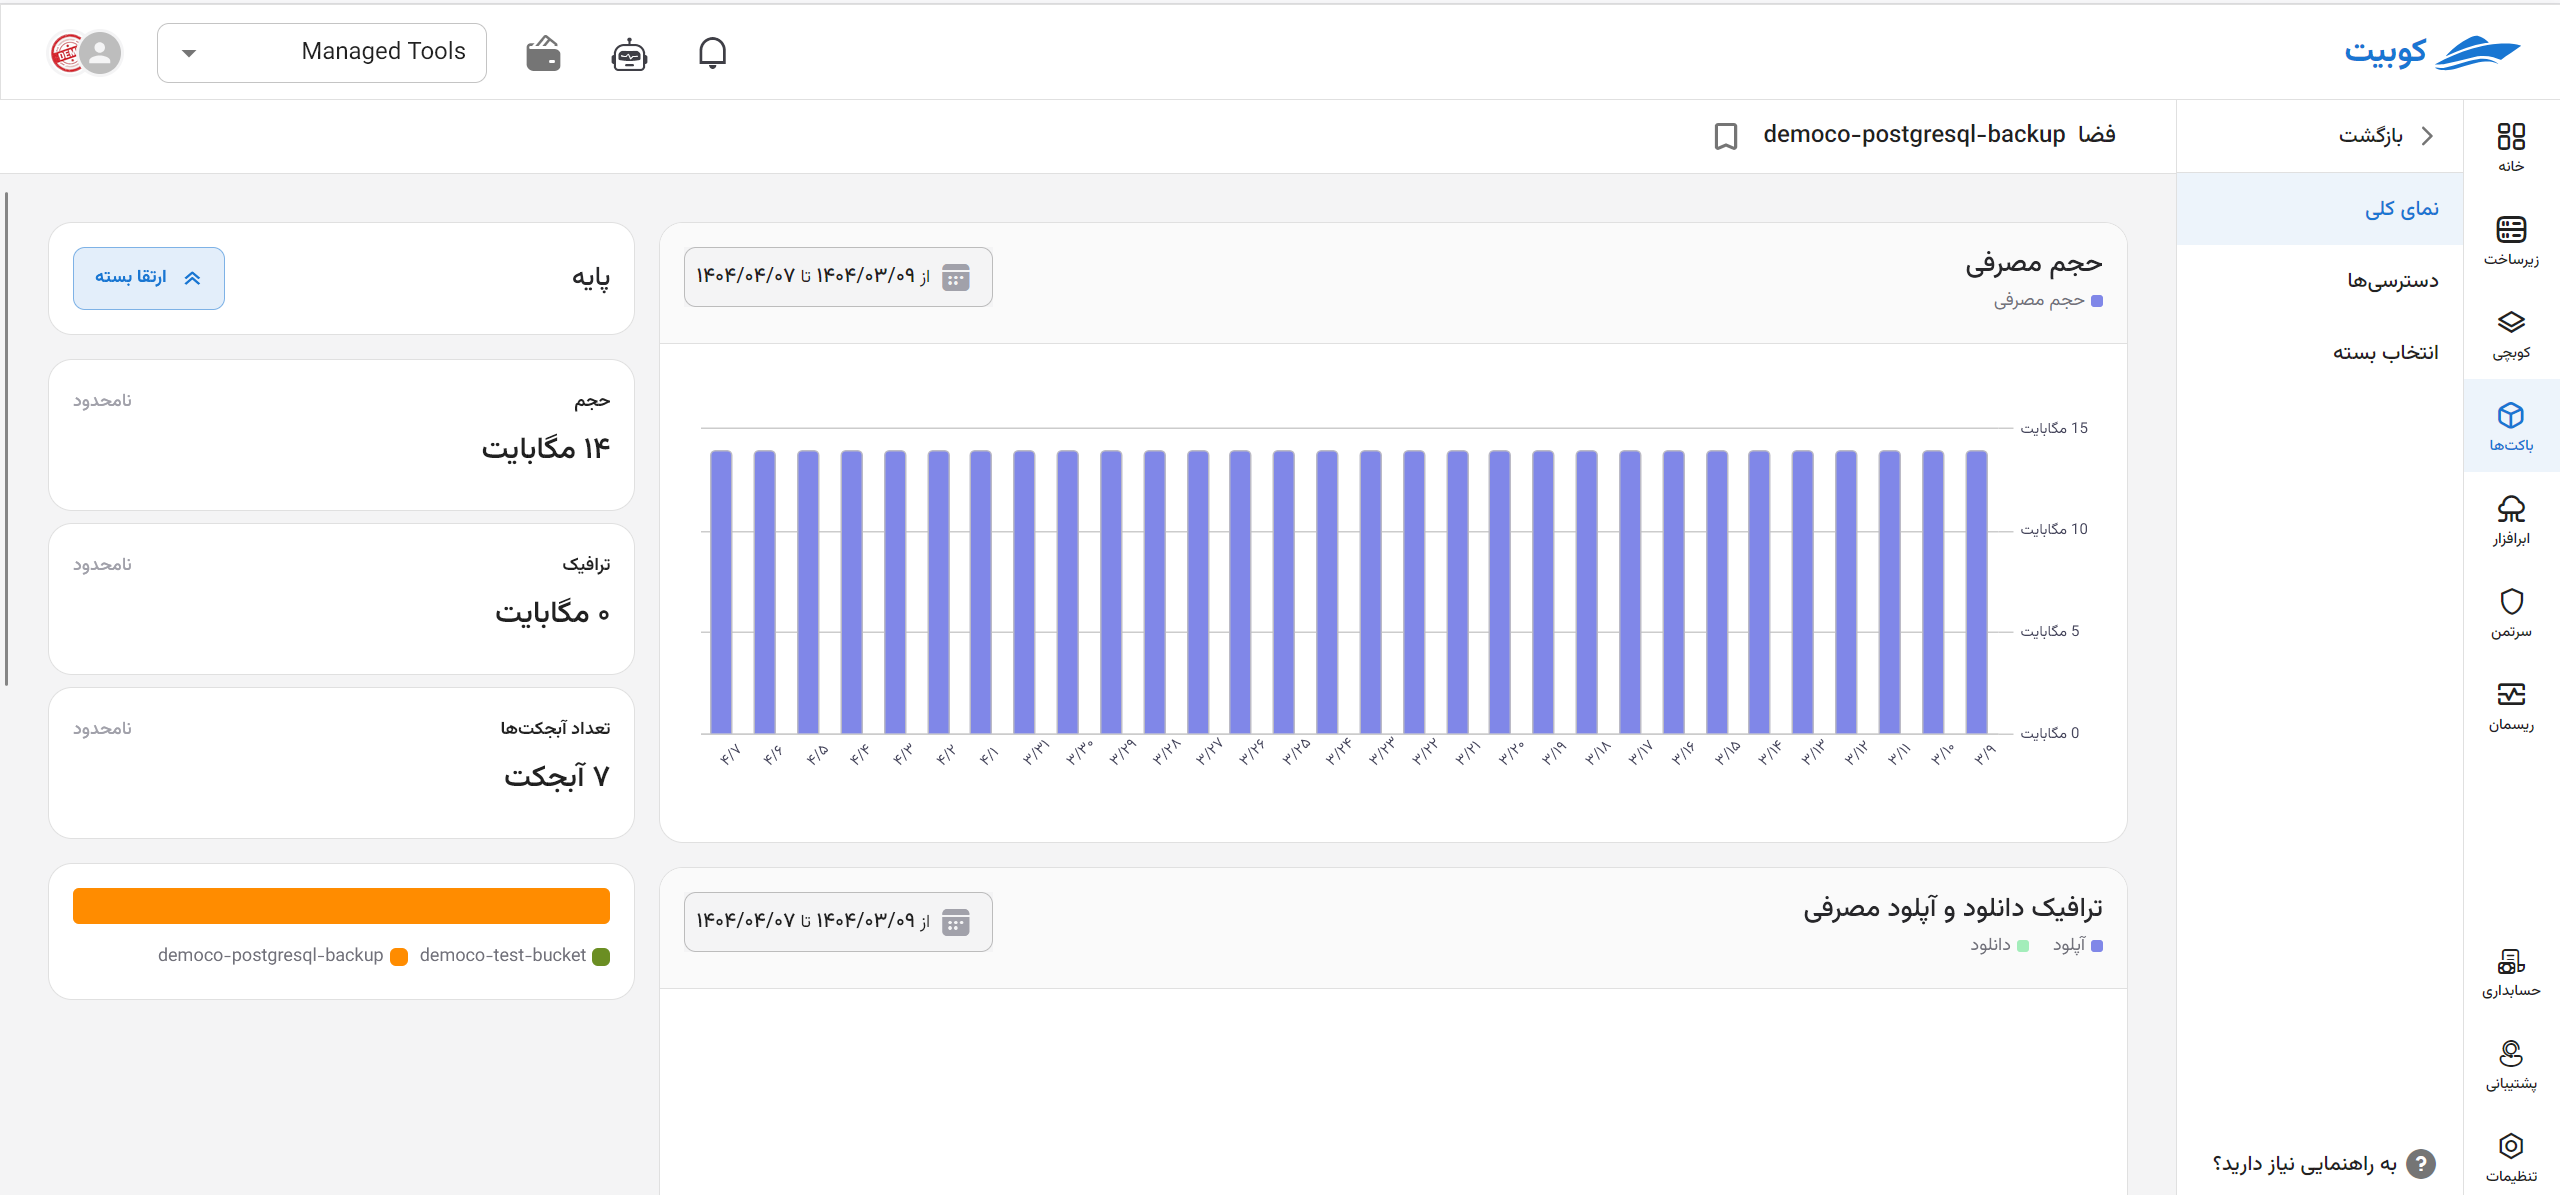 کوبیت
Managed Tools
DEMO
خانه
زیرساخت
کوبچی
باکت‌ها
ابرافزار
سرتمن
ریسمان
حسابداری
پشتیبانی
تنظیمات
بازگشت
نمای کلی
دسترسی‌ها
انتخاب بسته
به راهنمایی نیاز دارید؟
فضا democo-postgresql-backup
حجم مصرفی
حجم مصرفی
از ۱۴۰۴/۰۳/۰۹ تا ۱۴۰۴/۰۴/۰۷
15 مگابایت
10 مگابایت
5 مگابایت
0 مگابایت
۳/۹ ۳/۱۰ ۳/۱۱ ۳/۱۲ ۳/۱۳ ۳/۱۴ ۳/۱۵ ۳/۱۶ ۳/۱۷ ۳/۱۸ ۳/۱۹ ۳/۲۰ ۳/۲۱ ۳/۲۲ ۳/۲۳ ۳/۲۴ ۳/۲۵ ۳/۲۶ ۳/۲۷ ۳/۲۸ ۳/۲۹ ۳/۳۰ ۳/۳۱ ۴/۱ ۴/۲ ۴/۳ ۴/۴ ۴/۵ ۴/۶ ۴/۷
ترافیک دانلود و آپلود مصرفی
آپلود دانلود
از ۱۴۰۴/۰۳/۰۹ تا ۱۴۰۴/۰۴/۰۷
پایه
ارتقا بسته
حجم
نامحدود
۱۴ مگابایت
ترافیک
نامحدود
۰ مگابایت
تعداد آبجکت‌ها
نامحدود
۷ آبجکت
democo-test-bucket
democo-postgresql-backup